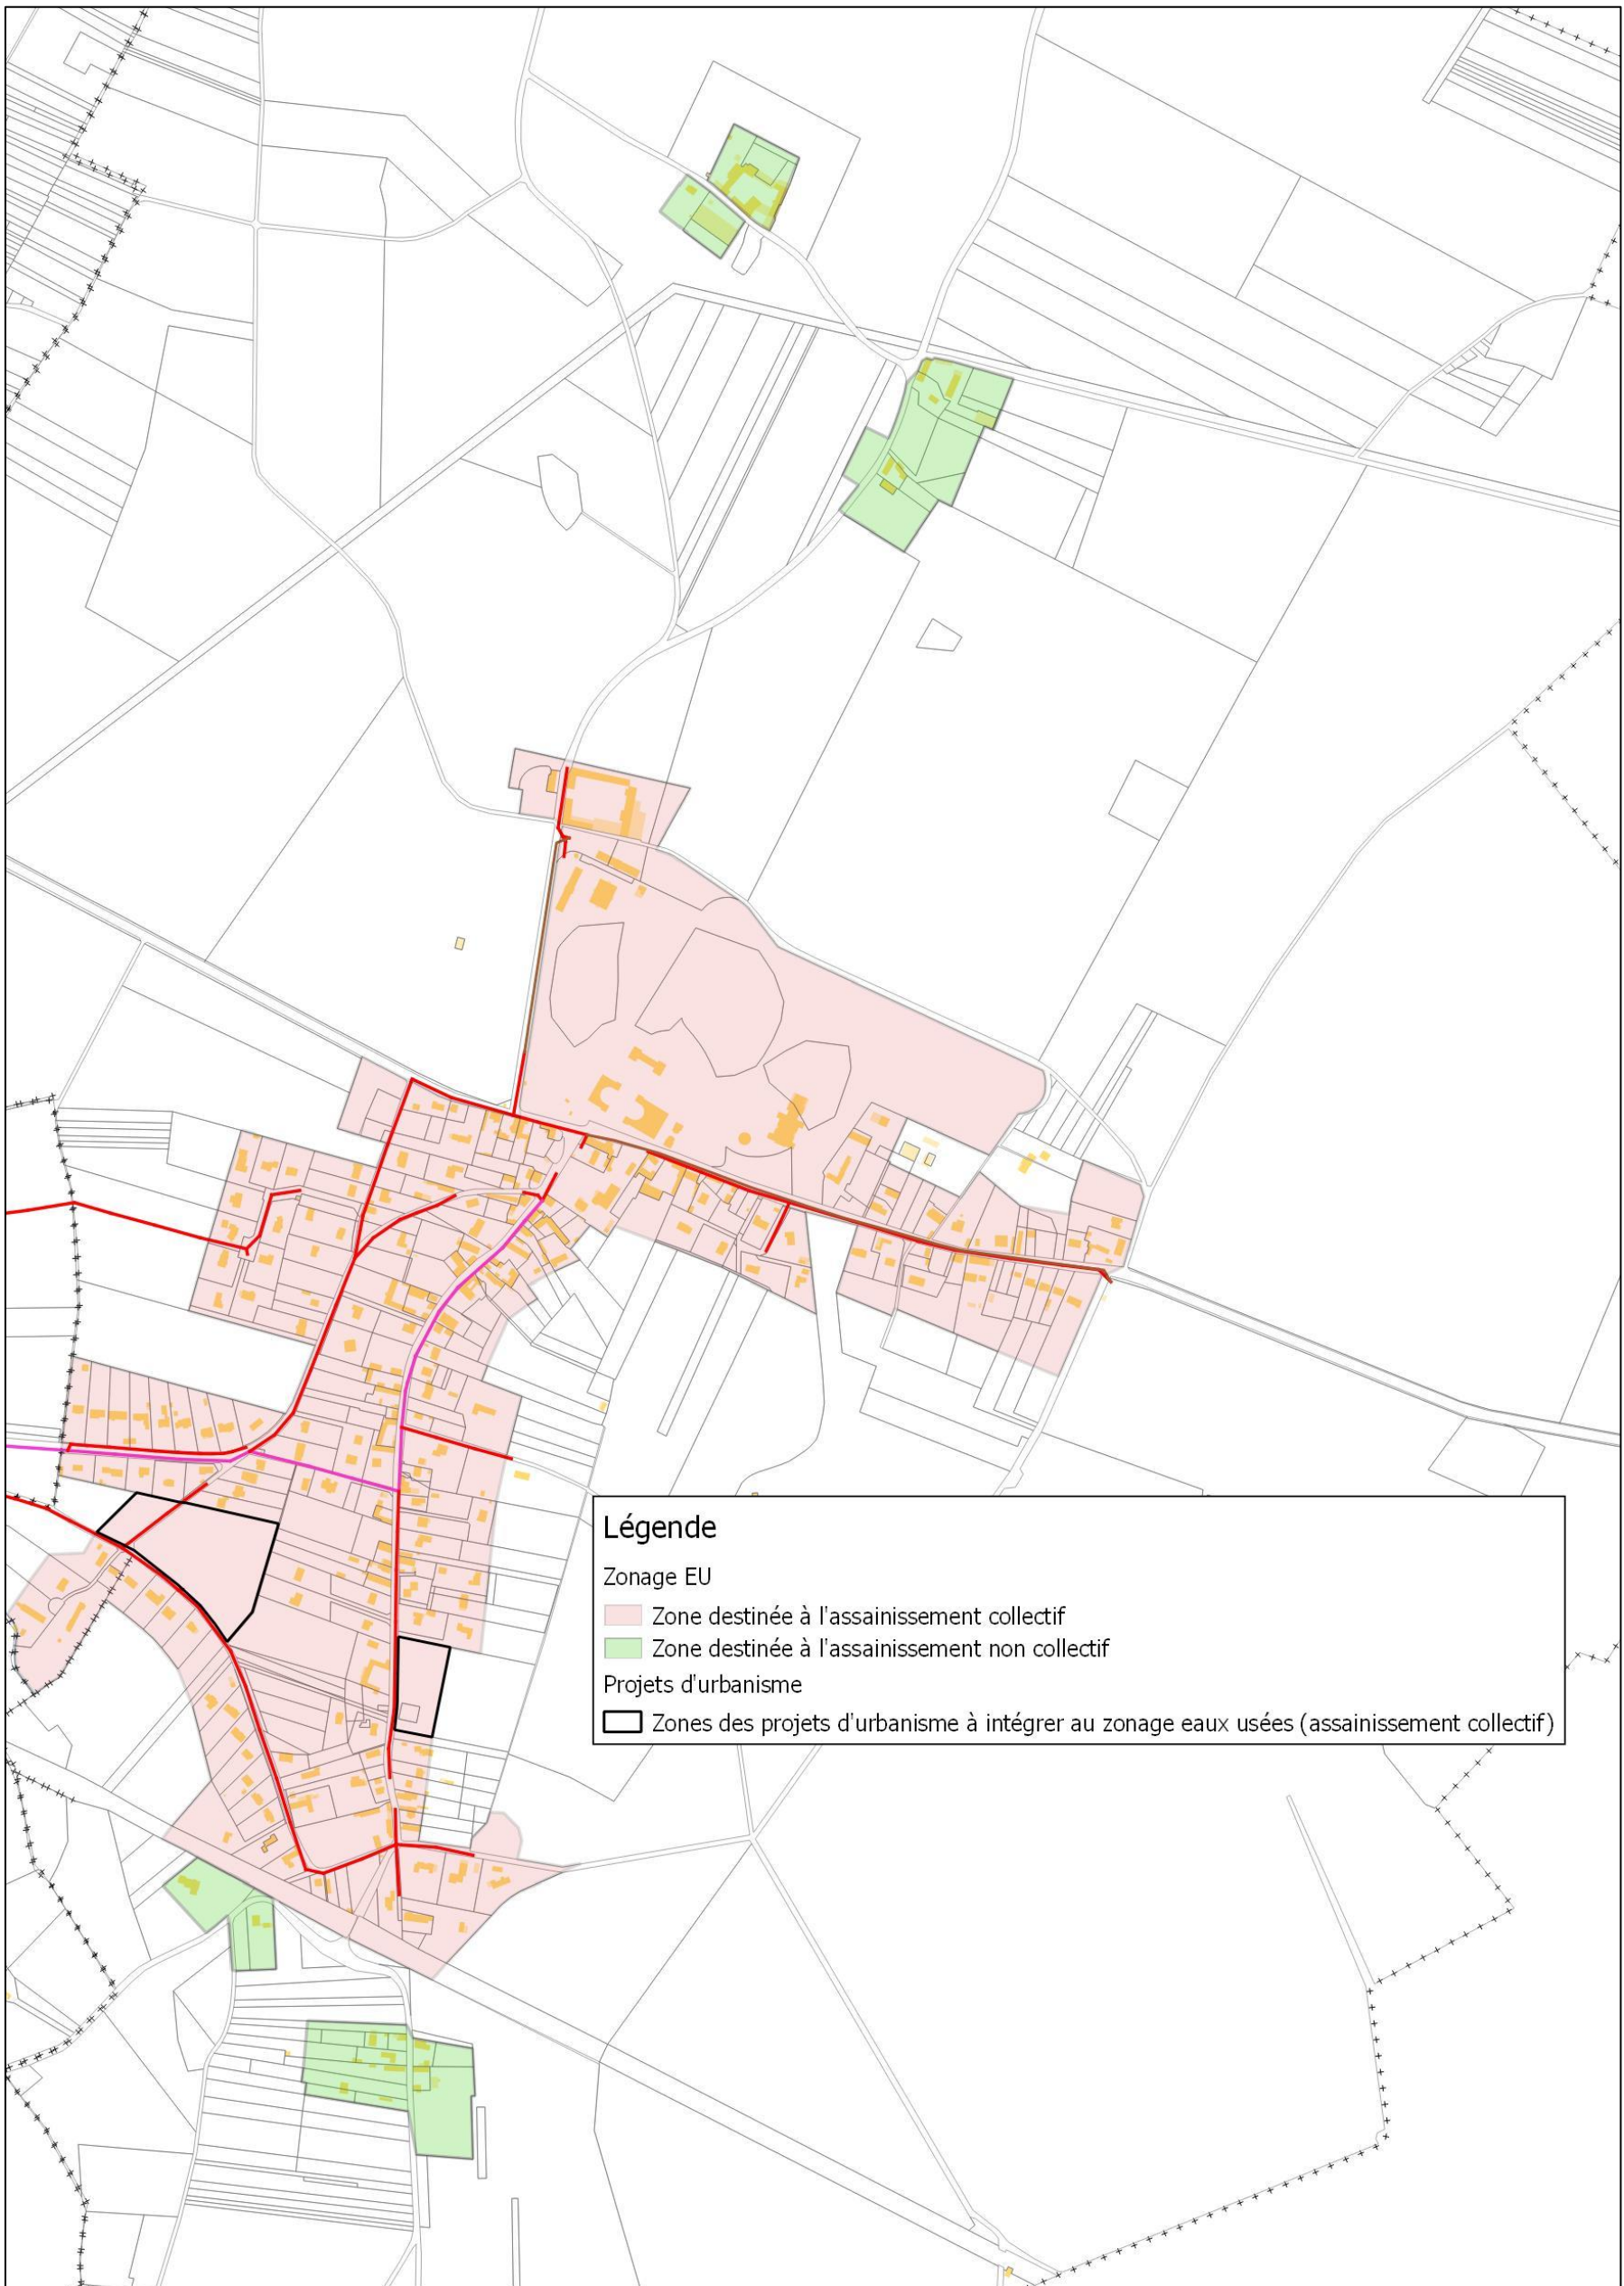 Légende
Zonage EU
Zone destinée à l'assainissement collectif
Zone destinée à l'assainissement non collectif
Projets d'urbanisme
Zones des projets d'urbanisme à intégrer au zonage eaux usées (assainissement collectif)